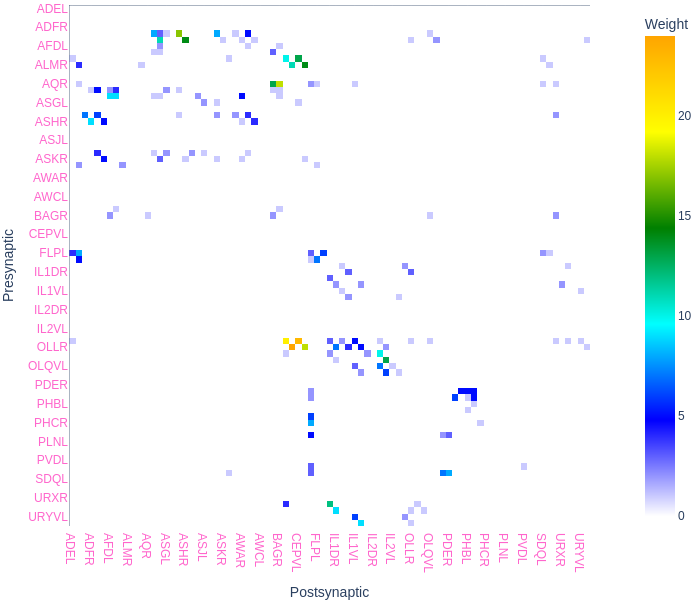 Weight
ADEL
ADFR
AFDL
ALMR
AQR
ASGL
ASHR
ASJL
ASKR
AWAR
AWCL
BAGR
CEPVL
FLPL
IL1DR
IL1VL
IL2DR
IL2VL
OLLR
OLQVL
PDER
PHBL
PHCR
PLNL
PVDL
SDQL
URXR
URYVL
Presynaptic
20
15
10
5
0
ADEL
ADFR
AFDL
ALMR
AQR
ASGL
ASHR
ASJL
ASKR
AWAR
AWCL
BAGR
CEPVL
FLPL
IL1DR
IL1VL
IL2DR
IL2VL
OLLR
OLQVL
PDER
PHBL
PHCR
PLNL
PVDL
SDQL
URXR
URYVL
Postsynaptic